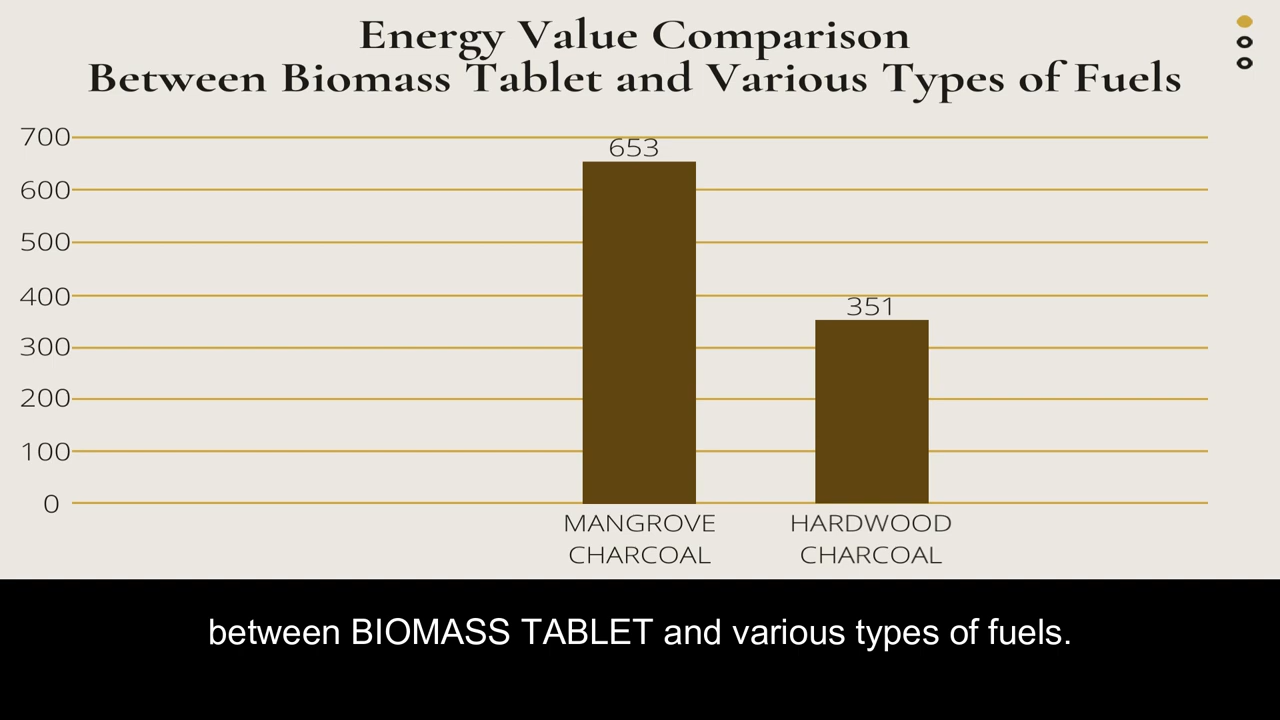 Energy Value Comparison
Between Biomass Tablet and Various Types of Fuels
700
653
600
500
400
351
300
200
100
0
MANGROVE
CHARCOAL
HARDWOOD
CHARCOAL
between BIOMASS TABLET and various types of fuels.